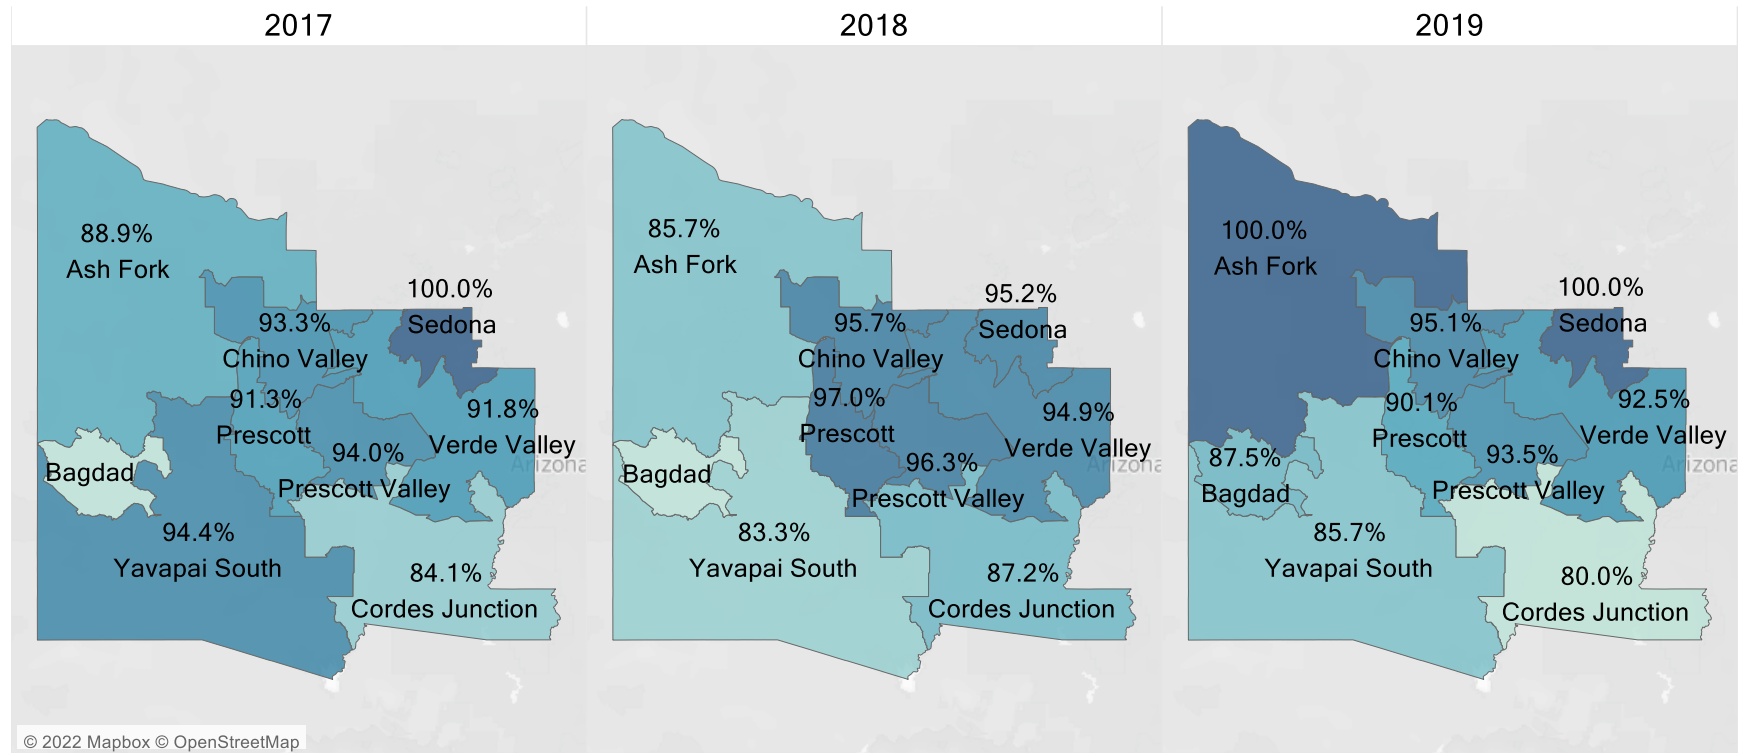 2017
88.9%
Ash Fork
100.0%
Sedona
93.3%
Chino Valley
91.3%
Prescott
91.8%
Verde Valley
94.0%
Prescott Valley
Bagdad
94.4%
Yavapai South
84.1%
Cordes Junction
Arizona
2018
85.7%
Ash Fork
95.2%
Sedona
95.7%
Chino Valley
97.0%
Prescott
94.9%
Verde Valley
96.3%
Prescott Valley
Bagdad
83.3%
Yavapai South
87.2%
Cordes Junction
Arizona
2019
100.0%
Ash Fork
100.0%
Sedona
95.1%
Chino Valley
90.1%
Prescott
92.5%
Verde Valley
93.5%
Prescott Valley
87.5%
Bagdad
85.7%
Yavapai South
80.0%
Cordes Junction
Arizona
© 2022 Mapbox © OpenStreetMap